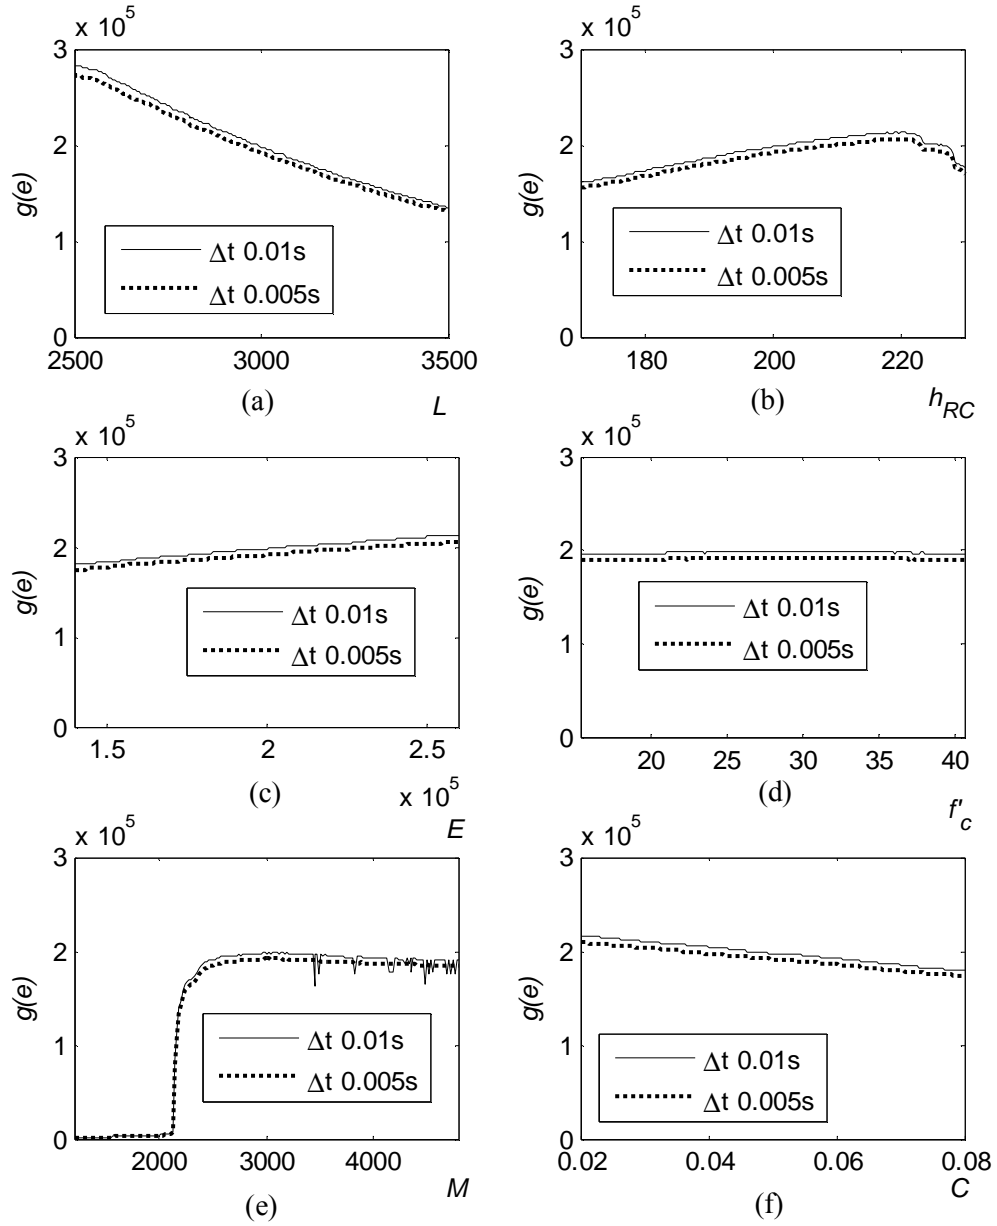 x 10^5
3
2
1
0
g(e)
Δt 0.01s
Δt 0.005s
2500 3000 3500
(a)
L
x 10^5
3
2
1
0
g(e)
Δt 0.01s
Δt 0.005s
180 200 220
(b)
h_RC
x 10^5
3
2
1
0
g(e)
Δt 0.01s
Δt 0.005s
1.5 2 2.5
(c)
x 10^5
E
x 10^5
3
2
1
0
g(e)
Δt 0.01s
Δt 0.005s
20 25 30 35 40
(d)
f'_c
x 10^5
3
2
1
0
g(e)
Δt 0.01s
Δt 0.005s
2000 3000 4000
(e)
M
x 10^5
3
2
1
0
g(e)
Δt 0.01s
Δt 0.005s
0.02 0.04 0.06 0.08
(f)
C